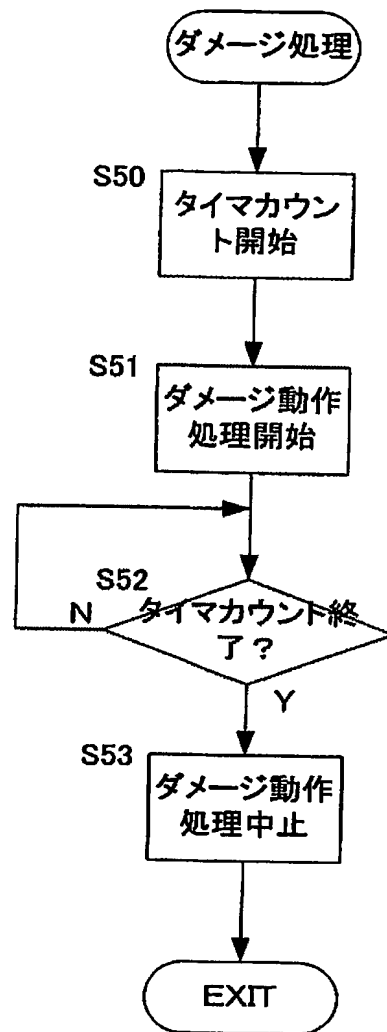 ダメージ処理
S50
タイマカウン
ト開始
S51
ダメージ動作
処理開始
S52
N
タイマカウント終
了?
Y
S53
ダメージ動作
処理中止
EXIT